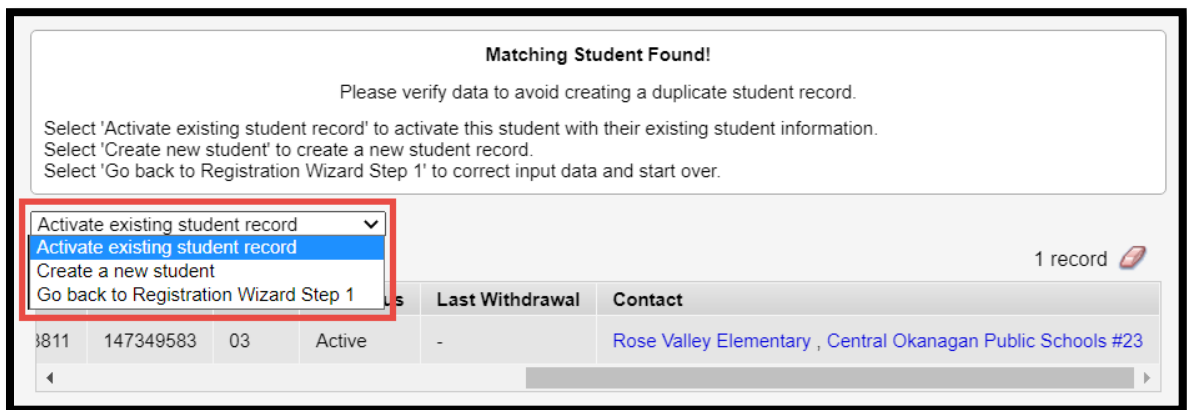 Matching Student Found!
Please verify data to avoid creating a duplicate student record.
Select 'Activate existing student record' to activate this student with their existing student information.
Select 'Create new student' to create a new student record.
Select 'Go back to Registration Wizard Step 1' to correct input data and start over.
Activate existing student record
Activate existing student record
Create a new student
1 record
Go back to Registration Wizard Step 1
Last Withdrawal Contact
3811 147349583 03 Active - Rose Valley Elementary , Central Okanagan Public Schools #23